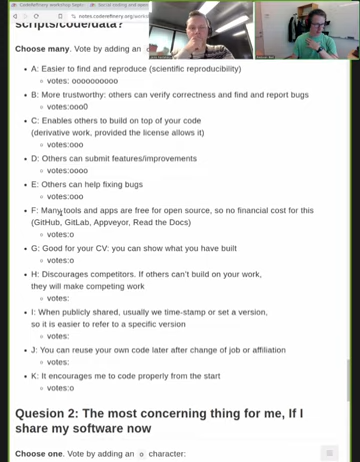 scripts/code/data?
Choose many. Vote by adding an o
A: Easier to find and reproduce (scientific reproducibility)
votes: oooooooooo
B: More trustworthy: others can verify correctness and find and report bugs
votes:ooo0
C: Enables others to build on top of your code
(derivative work, provided the license allows it)
votes:ooo
D: Others can submit features/improvements
votes:oooo
E: Others can help fixing bugs
votes:ooo
F: Many tools and apps are free for open source, so no financial cost for this
(GitHub, GitLab, Appveyor, Read the Docs)
votes:o
G: Good for your CV: you can show what you have built
votes:o
H: Discourages competitors. If others can't build on your work,
they will make competing work
votes:
I: When publicly shared, usually we time-stamp or set a version,
so it is easier to refer to a specific version
votes:
J: You can reuse your own code later after change of job or affiliation
votes:
K: It encourages me to code properly from the start
votes:o
Quesion 2: The most concerning thing for me, If I
share my software now
Choose one. Vote by adding an o character: